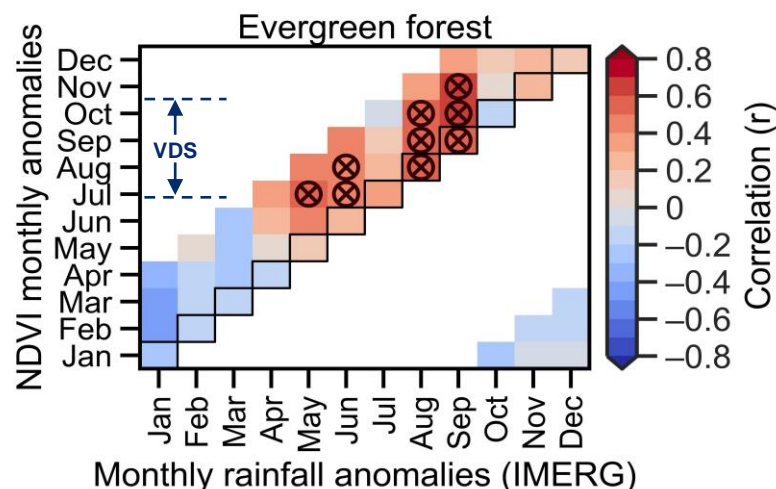 Evergreen forest
NDVI monthly anomalies
Dec
Nov
Oct
Sep
Aug
Jul
Jun
May
Apr
Mar
Feb
Jan
VDS
Jan
Feb
Mar
Apr
May
Jun
Jul
Aug
Sep
Oct
Nov
Dec
Monthly rainfall anomalies (IMERG)
0.8
0.6
0.4
0.2
0
−0.2
−0.4
−0.6
−0.8
Correlation (r)